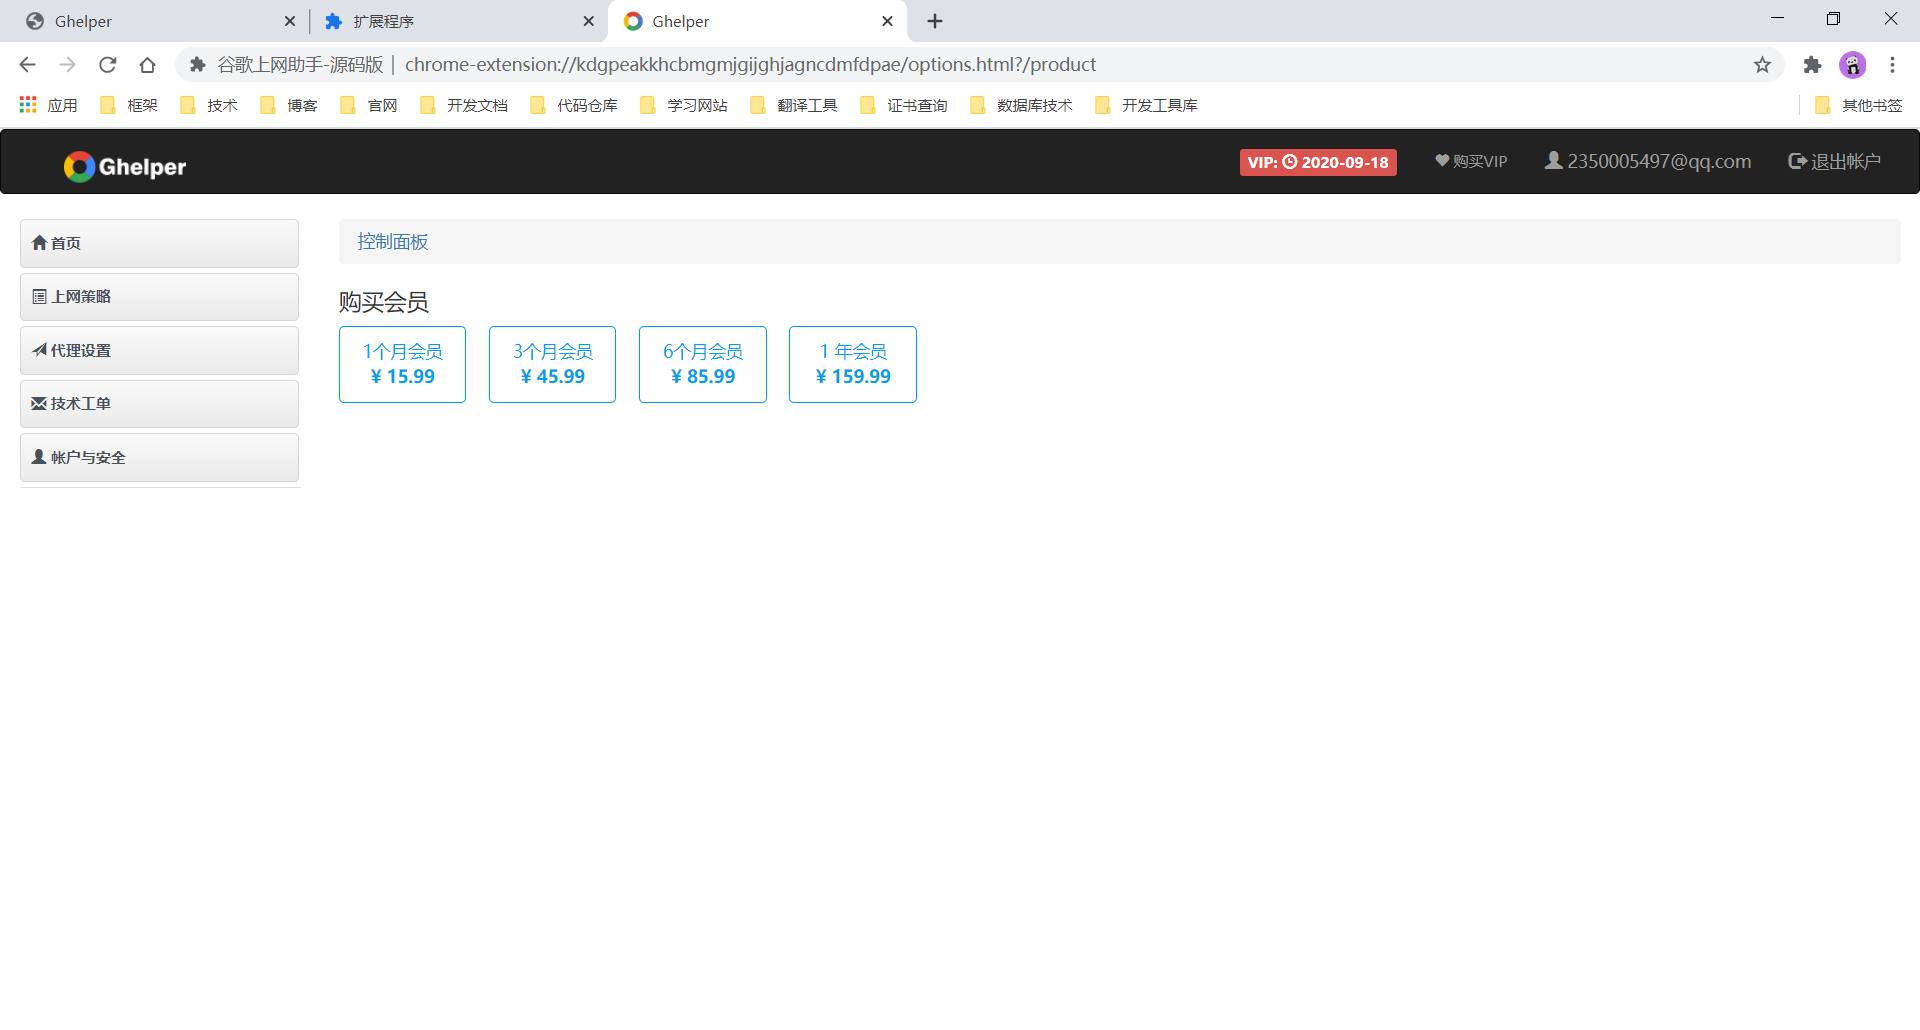 Ghelper
扩展程序
Ghelper
谷歌上网助手-源码版 | chrome-extension://kdgpeakkhcbmgmjgijghjagncdmfdpae/options.html?/product
应用 框架 技术 博客 官网 开发文档 代码仓库 学习网站 翻译工具 证书查询 数据库技术 开发工具库 其他书签
Ghelper VIP: 2020-09-18 购买VIP 2350005497@qq.com 退出帐户
首页
上网策略
代理设置
技术工单
帐户与安全
控制面板
购买会员
1个月会员
¥ 15.99
3个月会员
¥ 45.99
6个月会员
¥ 85.99
1 年会员
¥ 159.99